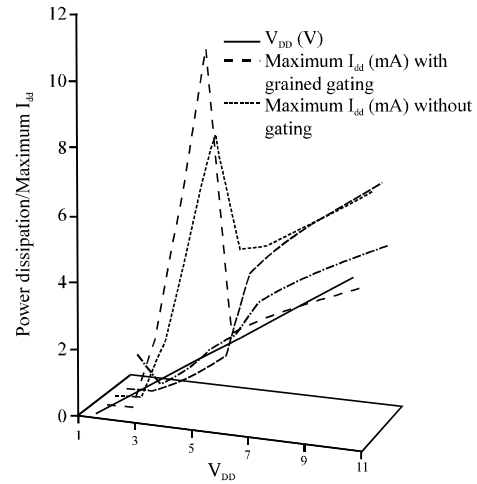 14
12
10
8
6
4
2
0
Power dissipation/Maximum I_dd
V_DD (V)
Maximum I_dd (mA) with
grained gating
Maximum I_dd (mA) without
gating
1
3
5
7
9
11
V_DD